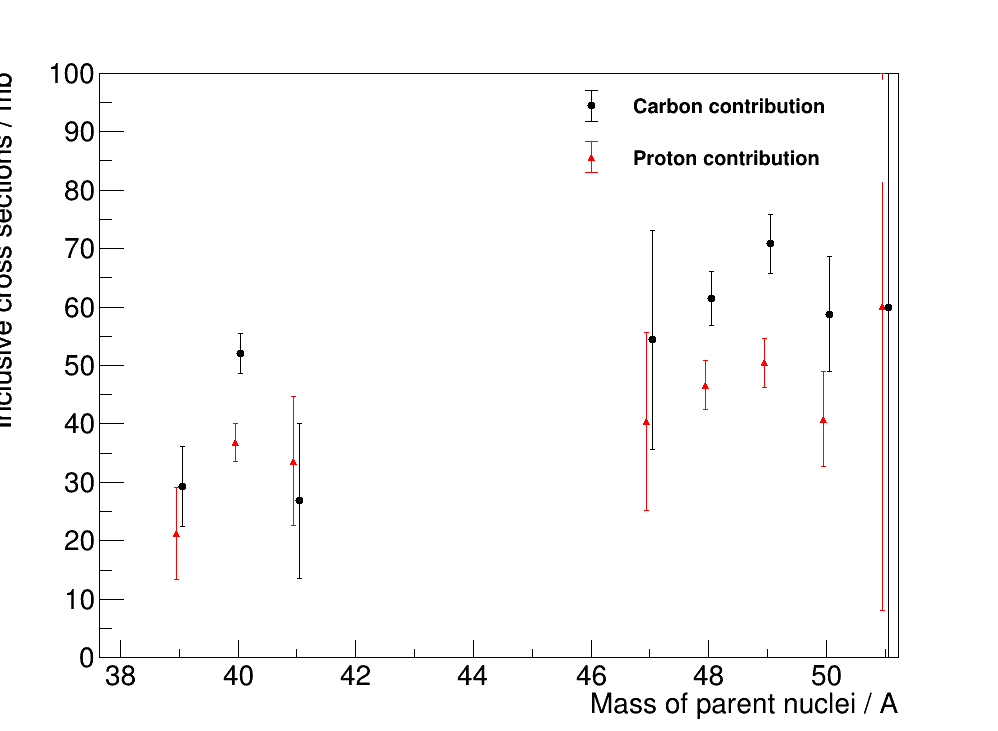 Inclusive cross sections / mb
100
90
80
70
60
50
40
30
20
10
0
Carbon contribution
Proton contribution
38 40 42 44 46 48 50
Mass of parent nuclei / A